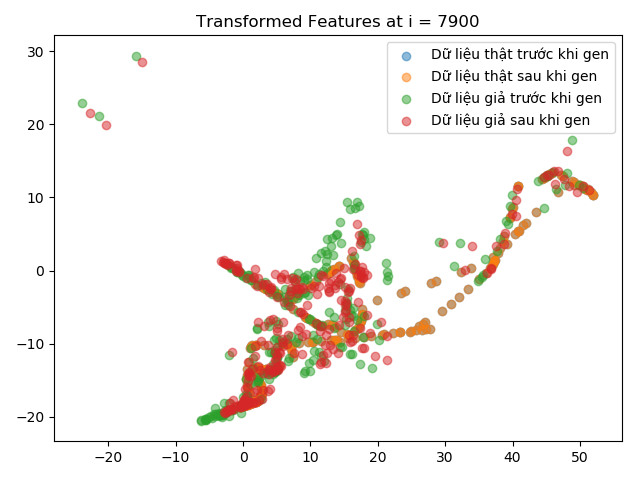 Transformed Features at i = 7900
30
20
10
0
−10
−20
Dữ liệu thật trước khi gen
Dữ liệu thật sau khi gen
Dữ liệu giả trước khi gen
Dữ liệu giả sau khi gen
−20 −10 0 10 20 30 40 50